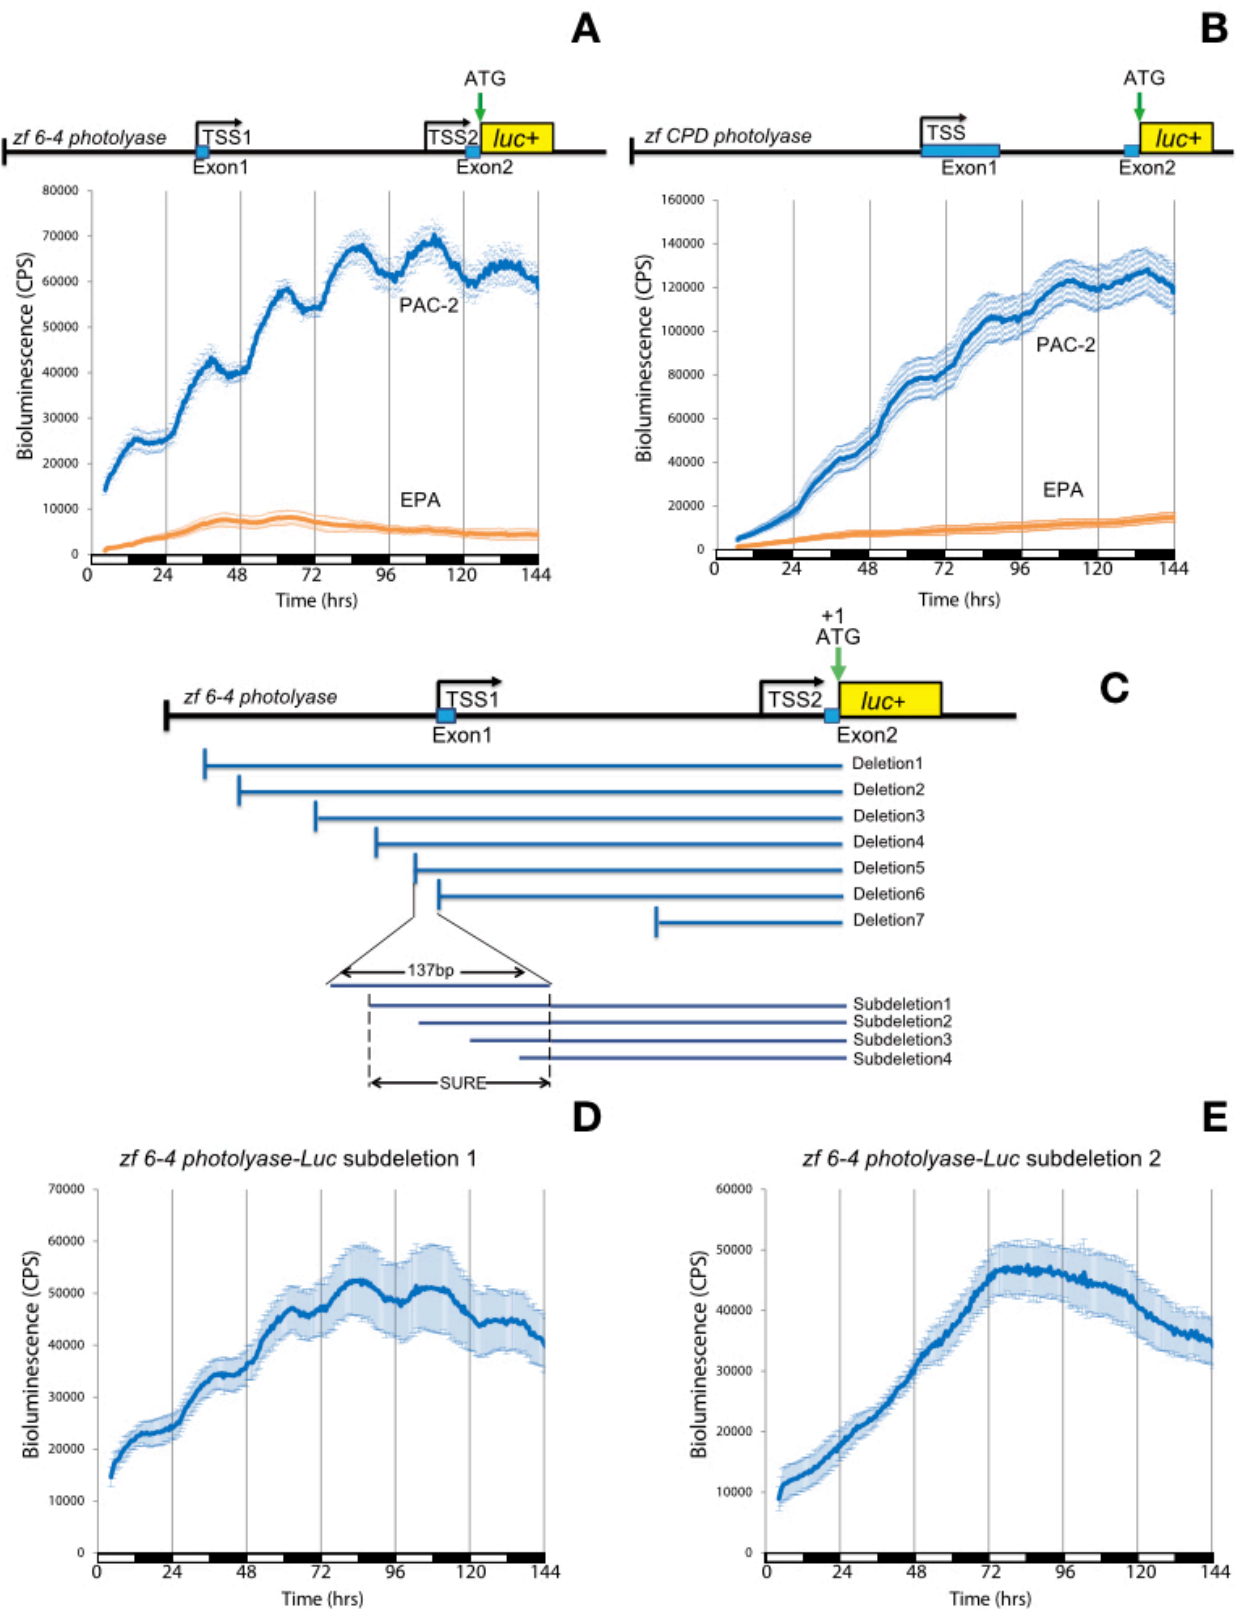 A
B
ATG
ATG
zf 6-4 photolyase
TSS1
TSS2
luc+
zf CPD photolyase
TSS
luc+
Exon1
Exon2
Exon1
Exon2
80000
70000
60000
50000
40000
30000
20000
10000
0
Bioluminescence (CPS)
PAC-2
EPA
0 24 48 72 96 120 144
Time (hrs)
160000
140000
120000
100000
80000
60000
40000
20000
0
Bioluminescence (CPS)
PAC-2
EPA
0 24 48 72 96 120 144
Time (hrs)
C
+1
ATG
zf 6-4 photolyase
TSS1
TSS2
luc+
Exon1
Exon2
Deletion1
Deletion2
Deletion3
Deletion4
Deletion5
Deletion6
Deletion7
137bp
Subdeletion1
Subdeletion2
Subdeletion3
Subdeletion4
SURE
D
zf 6-4 photolyase-Luc subdeletion 1
70000
60000
50000
40000
30000
20000
10000
0
Bioluminescence (CPS)
0 24 48 72 96 120 144
Time (hrs)
E
zf 6-4 photolyase-Luc subdeletion 2
60000
50000
40000
30000
20000
10000
0
Bioluminescence (CPS)
0 24 48 72 96 120 144
Time (hrs)